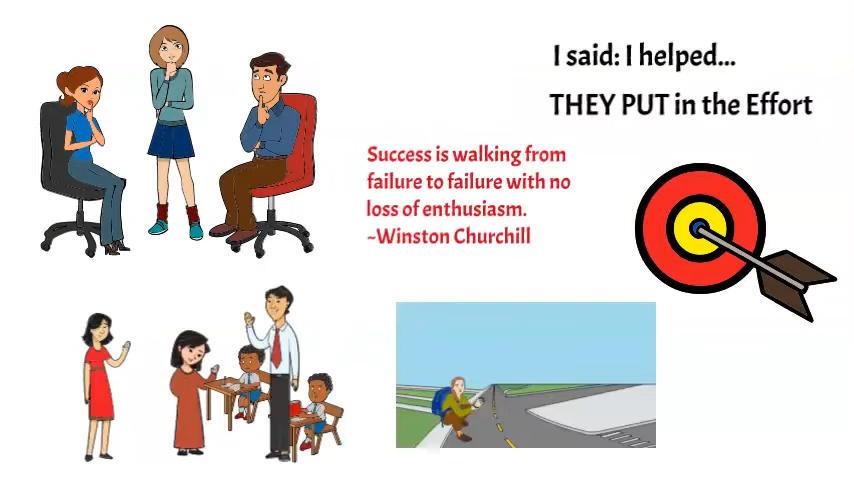 I said: I helped...
THEY PUT in the Effort
Success is walking from
failure to failure with no
loss of enthusiasm.
~Winston Churchill